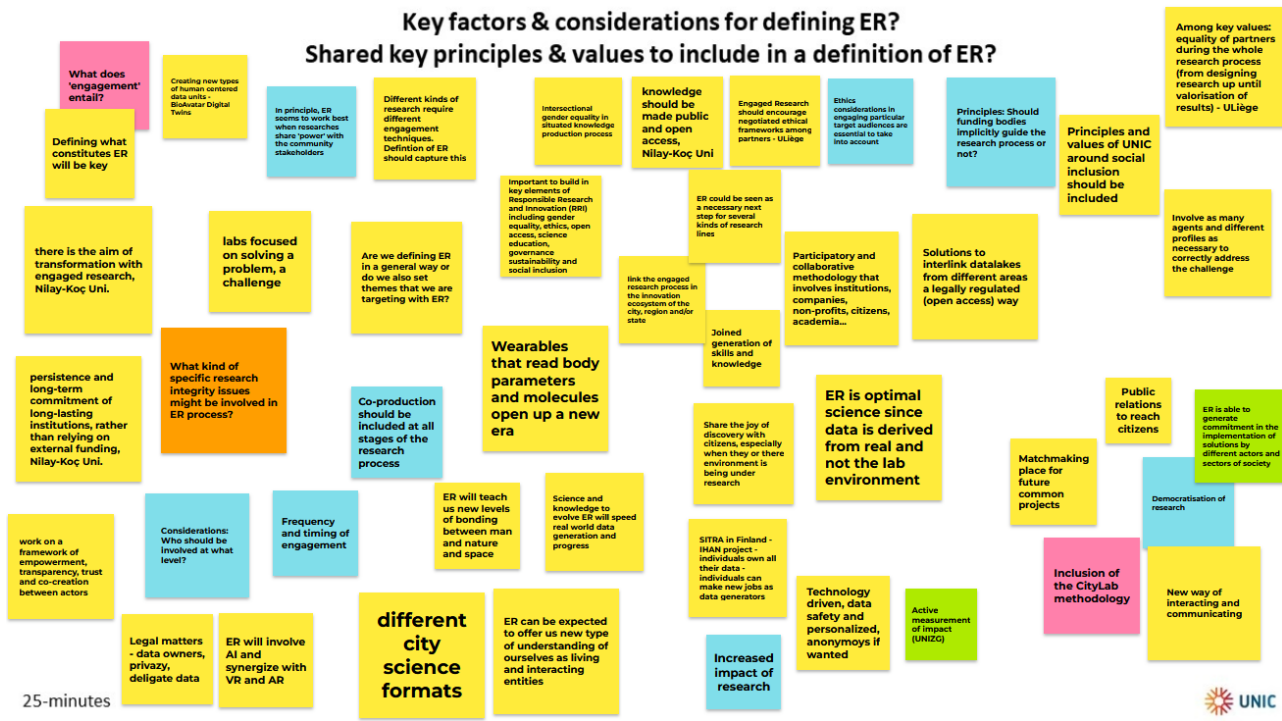 Key factors & considerations for defining ER?
Shared key principles & values to include in a definition of ER?
What does
'engagement'
entail?
Defining what
constitutes ER
will be key
Creating new types
of human centered
data units -
BioAvatar Digital
Twins
In principle, ER
seems to work best
when researches
share 'power' with
the community
stakeholders
Different kinds of
research require
different
engagement
techniques.
Defintion of ER
should capture this
Intersectional
gender equality in
situated knowledge
production process
knowledge
should be
made public
and open
access,
Nilay-Koç Uni
Engaged Research
should encourage
negotiated ethical
frameworks among
partners - ULiège
Ethics
considerations in
engaging particular
target audiences are
essential to take
into account
Principles: Should
funding bodies
implicitly guide the
research process or
not?
Principles and
values of UNIC
around social
inclusion
should be
included
Among key values:
equality of partners
during the whole
research process
(from designing
research up until
valorisation of
results) - ULiège
there is the aim of
transformation with
engaged research,
Nilay-Koç Uni.
labs focused
on solving a
problem, a
challenge
Are we defining ER
in a general way or
do we also set
themes that we are
targeting with ER?
Important to build in
key elements of
Responsible Research
and Innovation (RRI)
including gender
equality, ethics, open
access, science
education,
governance
sustainability and
social inclusion
ER could be seen as
a necessary next
step for several
kinds of research
lines
link the engaged
research process in
the innovation
ecosystem of the
city, region and/or
state
Participatory and
collaborative
methodology that
involves institutions,
companies,
non-profits, citizens,
academia...
Solutions to
interlink datalakes
from different areas
a legally regulated
(open access) way
Involve as many
agents and different
profiles as
necessary to
correctly address
the challenge
persistence and
long-term
commitment of
long-lasting
institutions, rather
than relying on
external funding,
Nilay-Koç Uni.
What kind of
specific research
integrity issues
might be involved in
ER process?
Co-production
should be
included at all
stages of the
research
process
Wearables
that read body
parameters
and molecules
open up a new
era
Joined
generation of
skills and
knowledge
Share the joy of
discovery with
citizens, especially
when they or there
environment is
being under
research
ER is optimal
science since
data is derived
from real and
not the lab
environment
Public
relations to
reach
citizens
ER is able to
generate
commitment in the
implementation of
solutions by
different actors and
sectors of society
Matchmaking
place for
future
common
projects
Democratisation of
research
work on a
framework of
empowerment,
transparency, trust
and co-creation
between actors
Considerations:
Who should be
involved at what
level?
Frequency
and timing of
engagement
ER will teach
us new levels
of bonding
between man
and nature
and space
Science and
knowledge to
evolve ER will speed
real world data
generation and
progress
SITRA in Finland -
IHAN project -
individuals own all
their data -
individuals can
make new jobs as
data generators
Technology
driven, data
safety and
personalized,
anonymoys if
wanted
Active
measurement
of impact
(UNIZG)
Inclusion of
the CityLab
methodology
New way of
interacting and
communicating
Legal matters
- data owners,
privazy,
deligate data
ER will involve
AI and
synergize with
VR and AR
different
city
science
formats
ER can be expected
to offer us new type
of understanding of
ourselves as living
and interacting
entities
Increased
impact of
research
25-minutes
UNIC